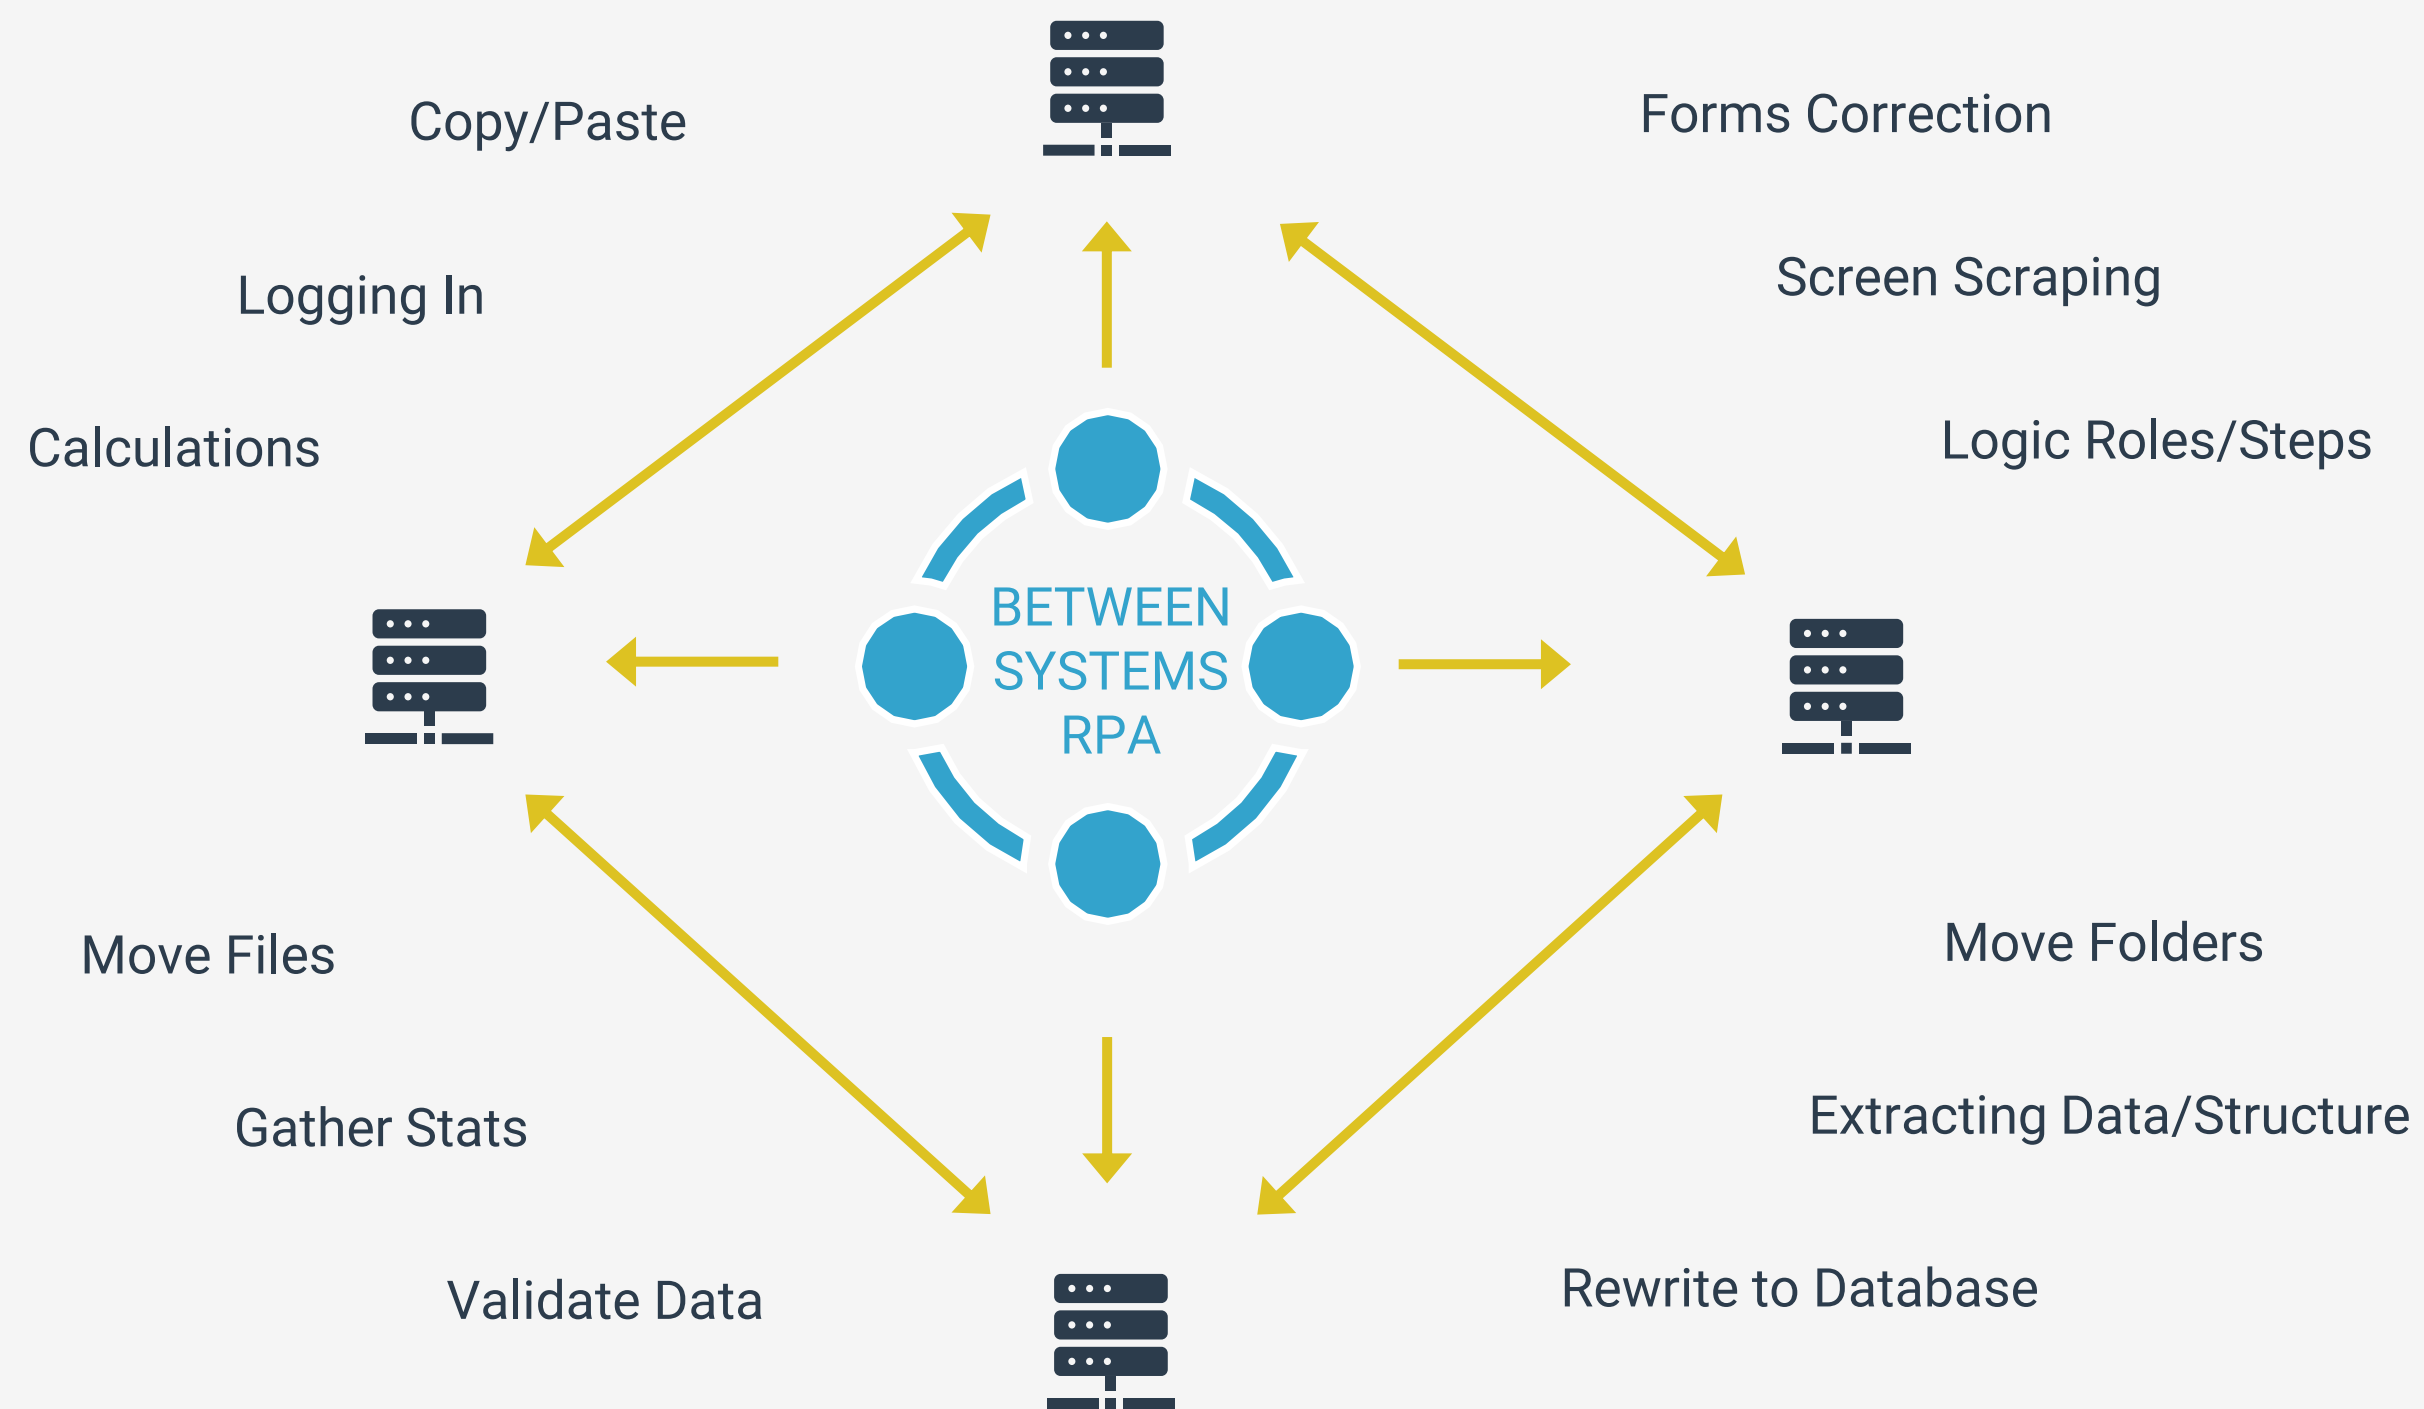 Copy/Paste
Forms Correction
Logging In
Screen Scraping
Calculations
Logic Roles/Steps
BETWEEN
SYSTEMS
RPA
Move Files
Move Folders
Gather Stats
Extracting Data/Structure
Validate Data
Rewrite to Database